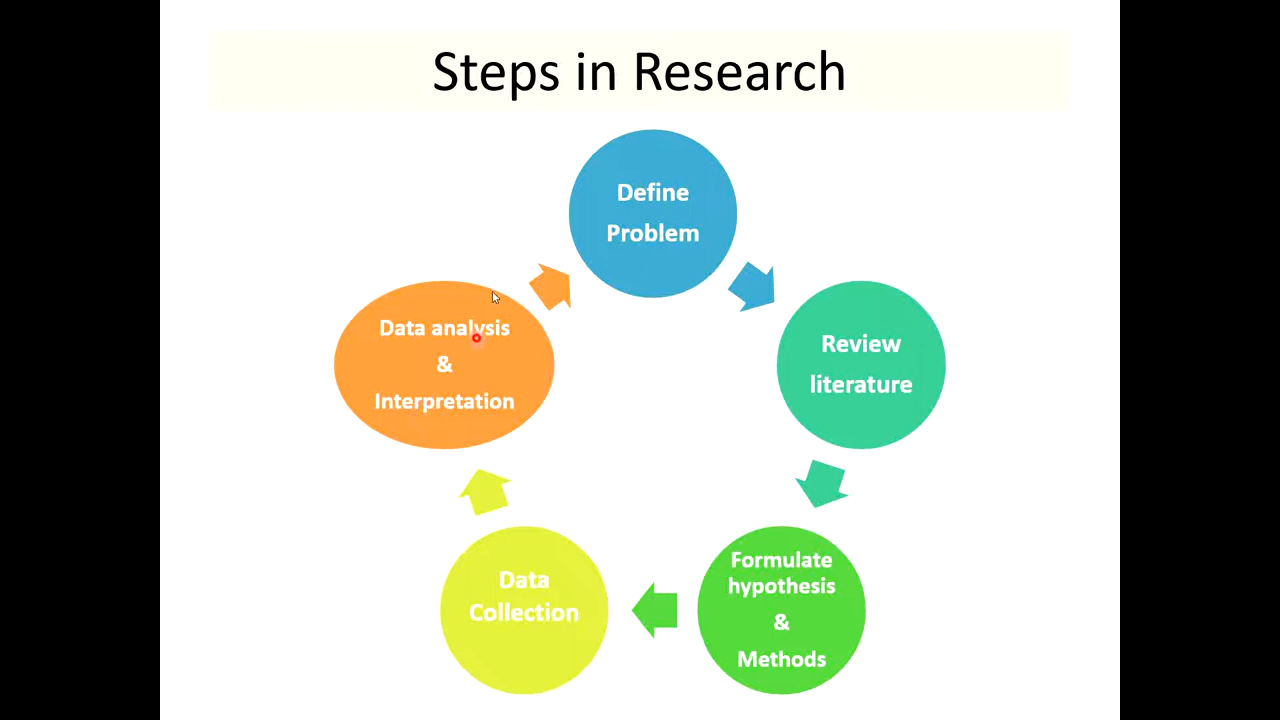 Steps in Research
Define
Problem
Review
literature
Formulate
hypothesis
&
Methods
Data
Collection
Data analysis
&
Interpretation